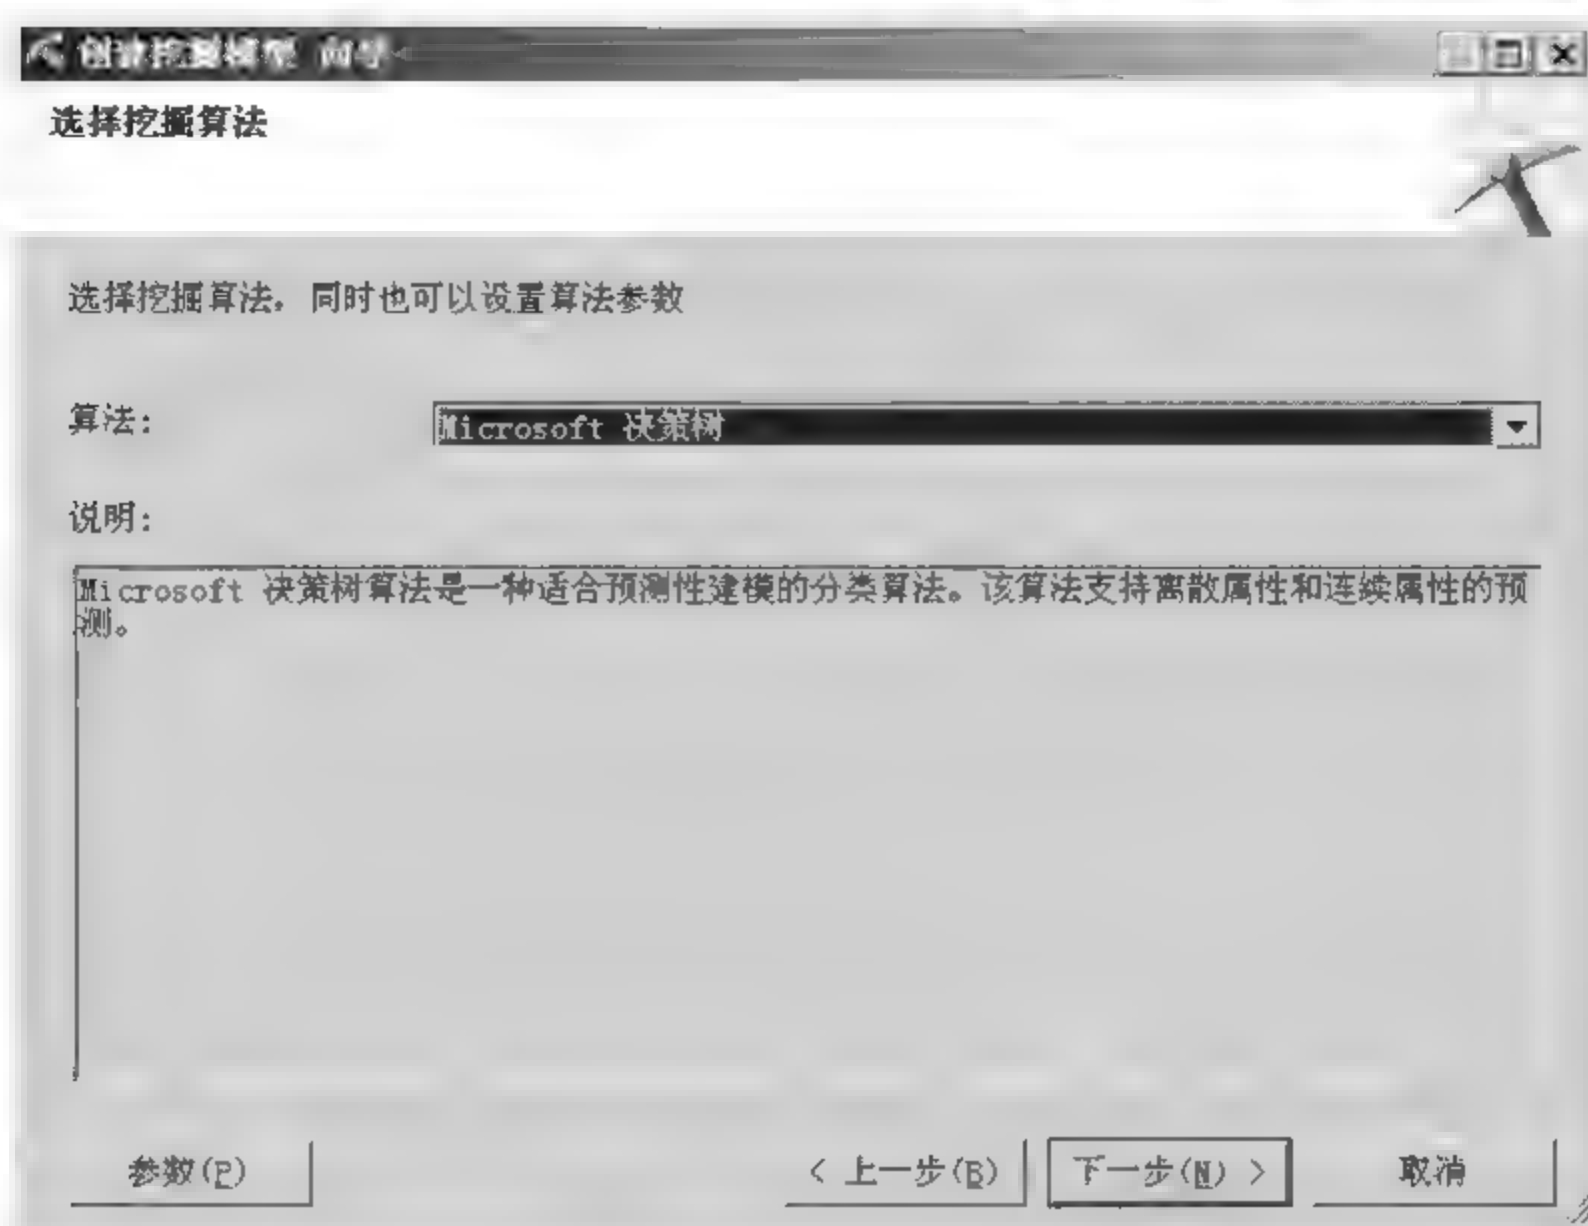 创建挖掘模型 向导
选择挖掘算法
选择挖掘算法，同时也可以设置算法参数
算法:
Microsoft 决策树
说明:
Microsoft 决策树算法是一种适合预测性建模的分类算法。该算法支持离散属性和连续属性的预
测。
参数(P)
< 上一步(B)
下一步(N) >
取消